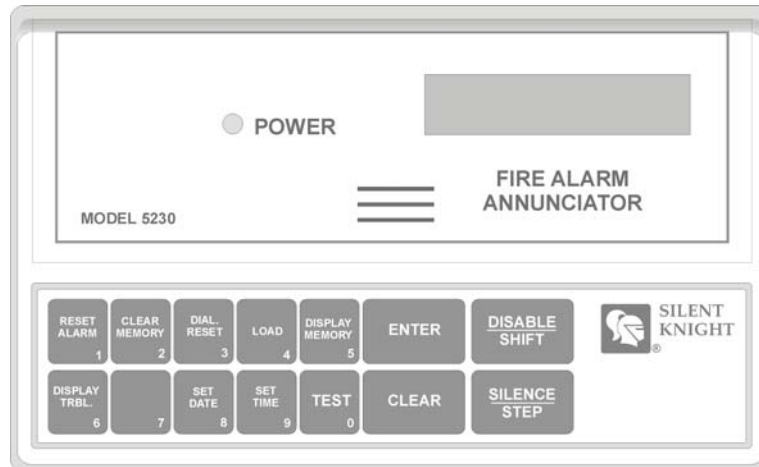 POWER
FIRE ALARM
ANNUNCIATOR
MODEL 5230
RESET
ALARM
1
CLEAR
MEMORY
2
DIAL.
RESET
3
LOAD
4
DISPLAY
MEMORY
5
ENTER
DISABLE
SHIFT
SILENT
KNIGHT
®
DISPLAY
TRBL.
6
7
SET
DATE
8
SET
TIME
9
TEST
0
CLEAR
SILENCE
STEP